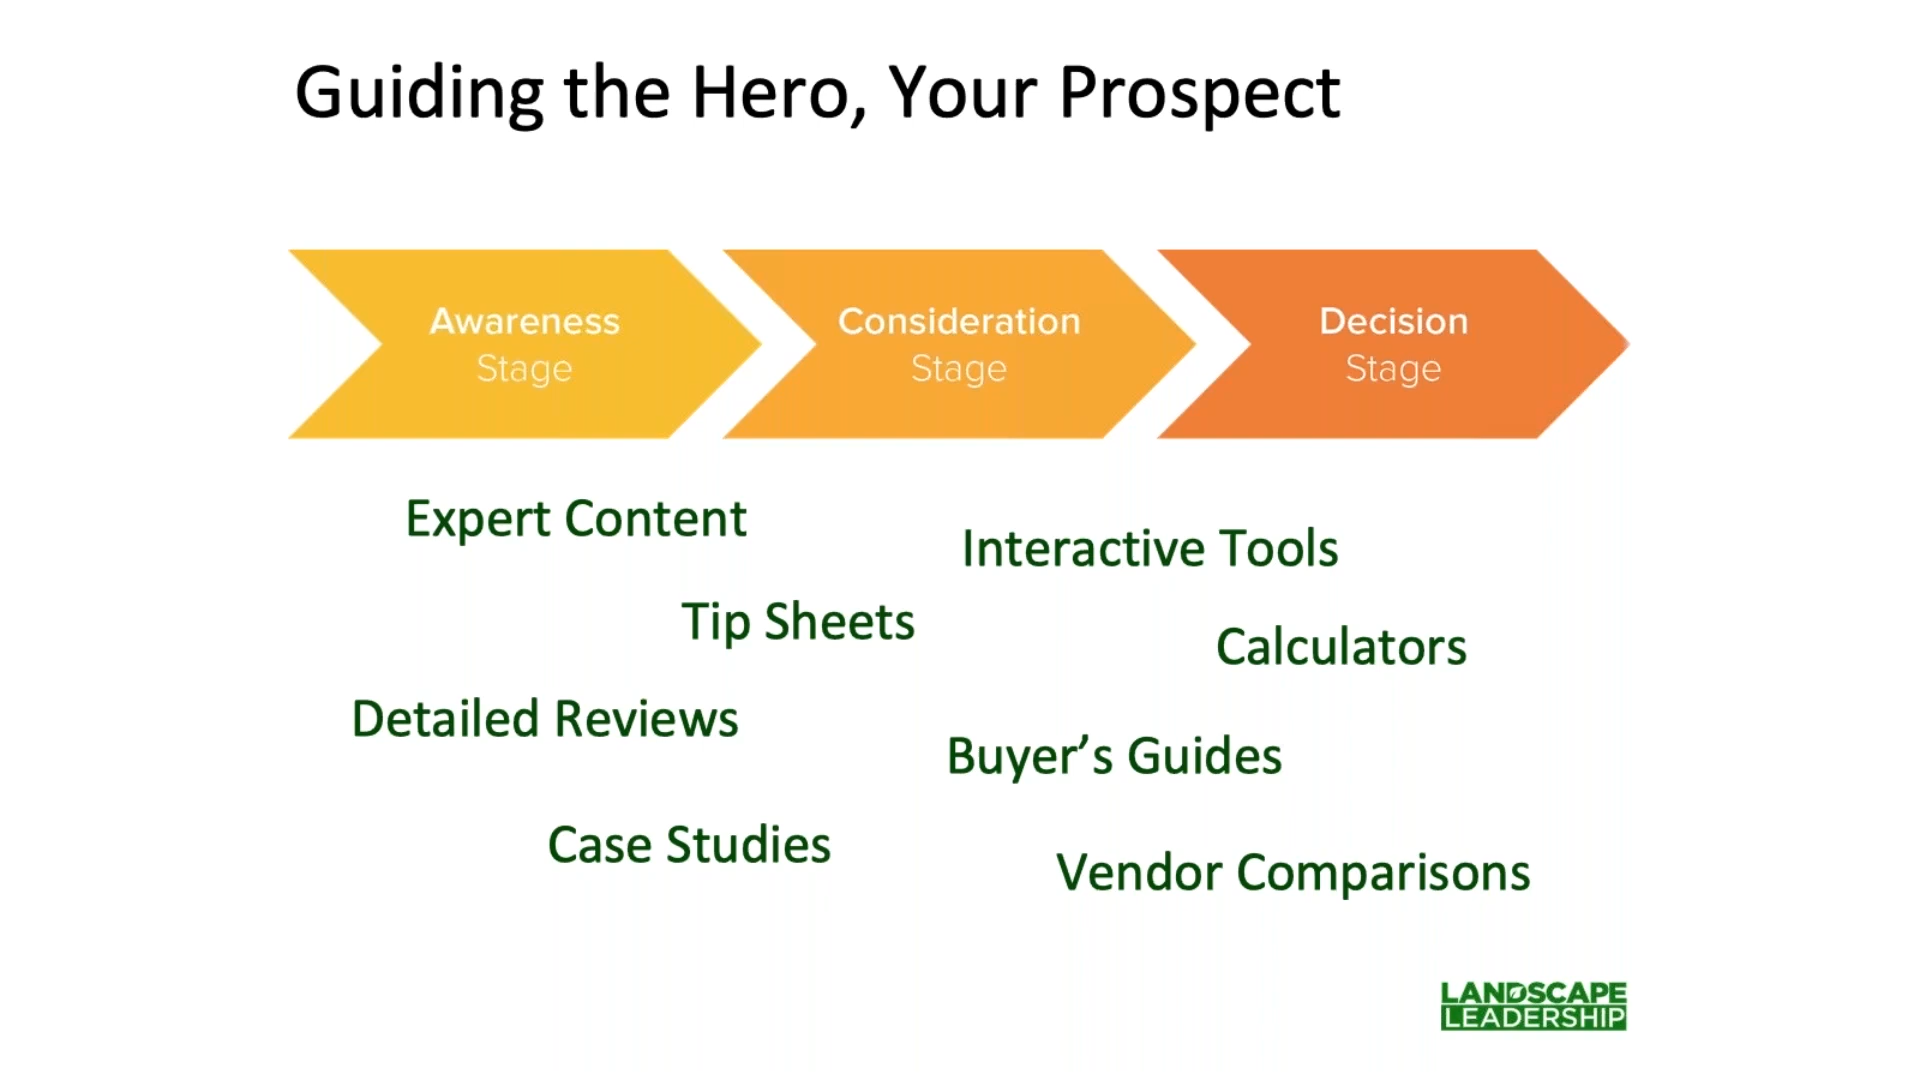 Guiding the Hero, Your Prospect
Awareness
Stage
Consideration
Stage
Decision
Stage
Expert Content
Interactive Tools
Tip Sheets
Calculators
Detailed Reviews
Buyer’s Guides
Case Studies
Vendor Comparisons
LANDSCAPE
LEADERSHIP